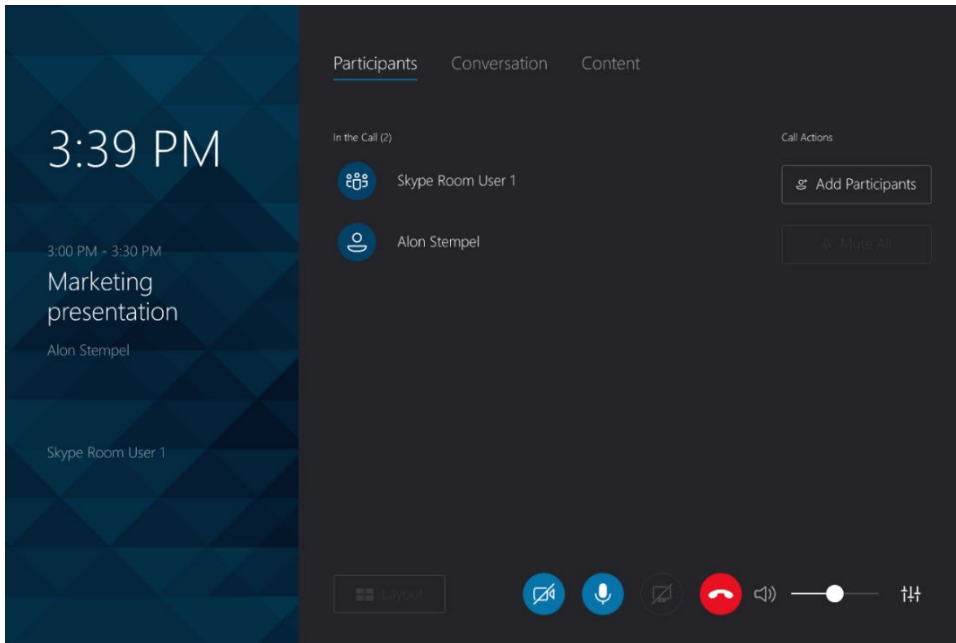 3:39 PM
3:00 PM - 3:30 PM
Marketing
presentation
Alon Stempel
Skype Room User 1
Participants Conversation Content
In the Call (2)
Call Actions
Skype Room User 1
Add Participants
Alon Stempel
Mute All
Layout